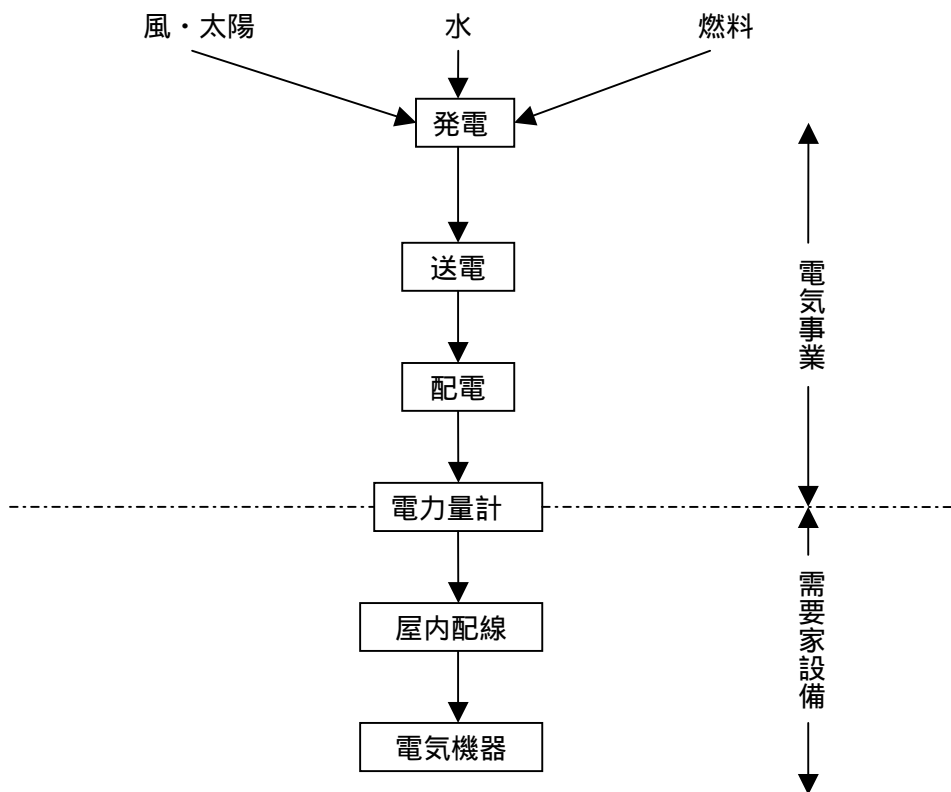 風・太陽 水 燃料
発電
送電
電気事業
配電
電力量計
屋内配線
需要家設備
電気機器